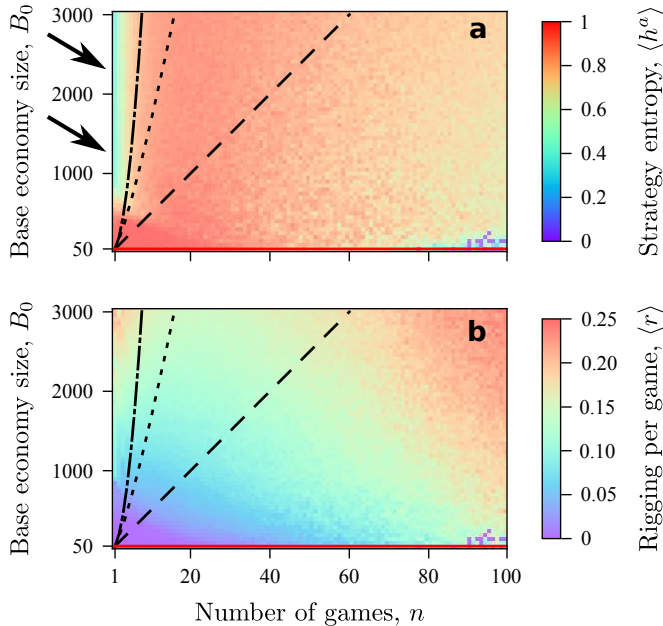 a
3000
2000
1000
50
Base economy size, B₀
1
0.8
0.6
0.4
0.2
0
Strategy entropy, ⟨hᵃ⟩
b
3000
2000
1000
50
Base economy size, B₀
0.25
0.20
0.15
0.10
0.05
0
Rigging per game, ⟨r⟩
1 20 40 60 80 100
Number of games, n